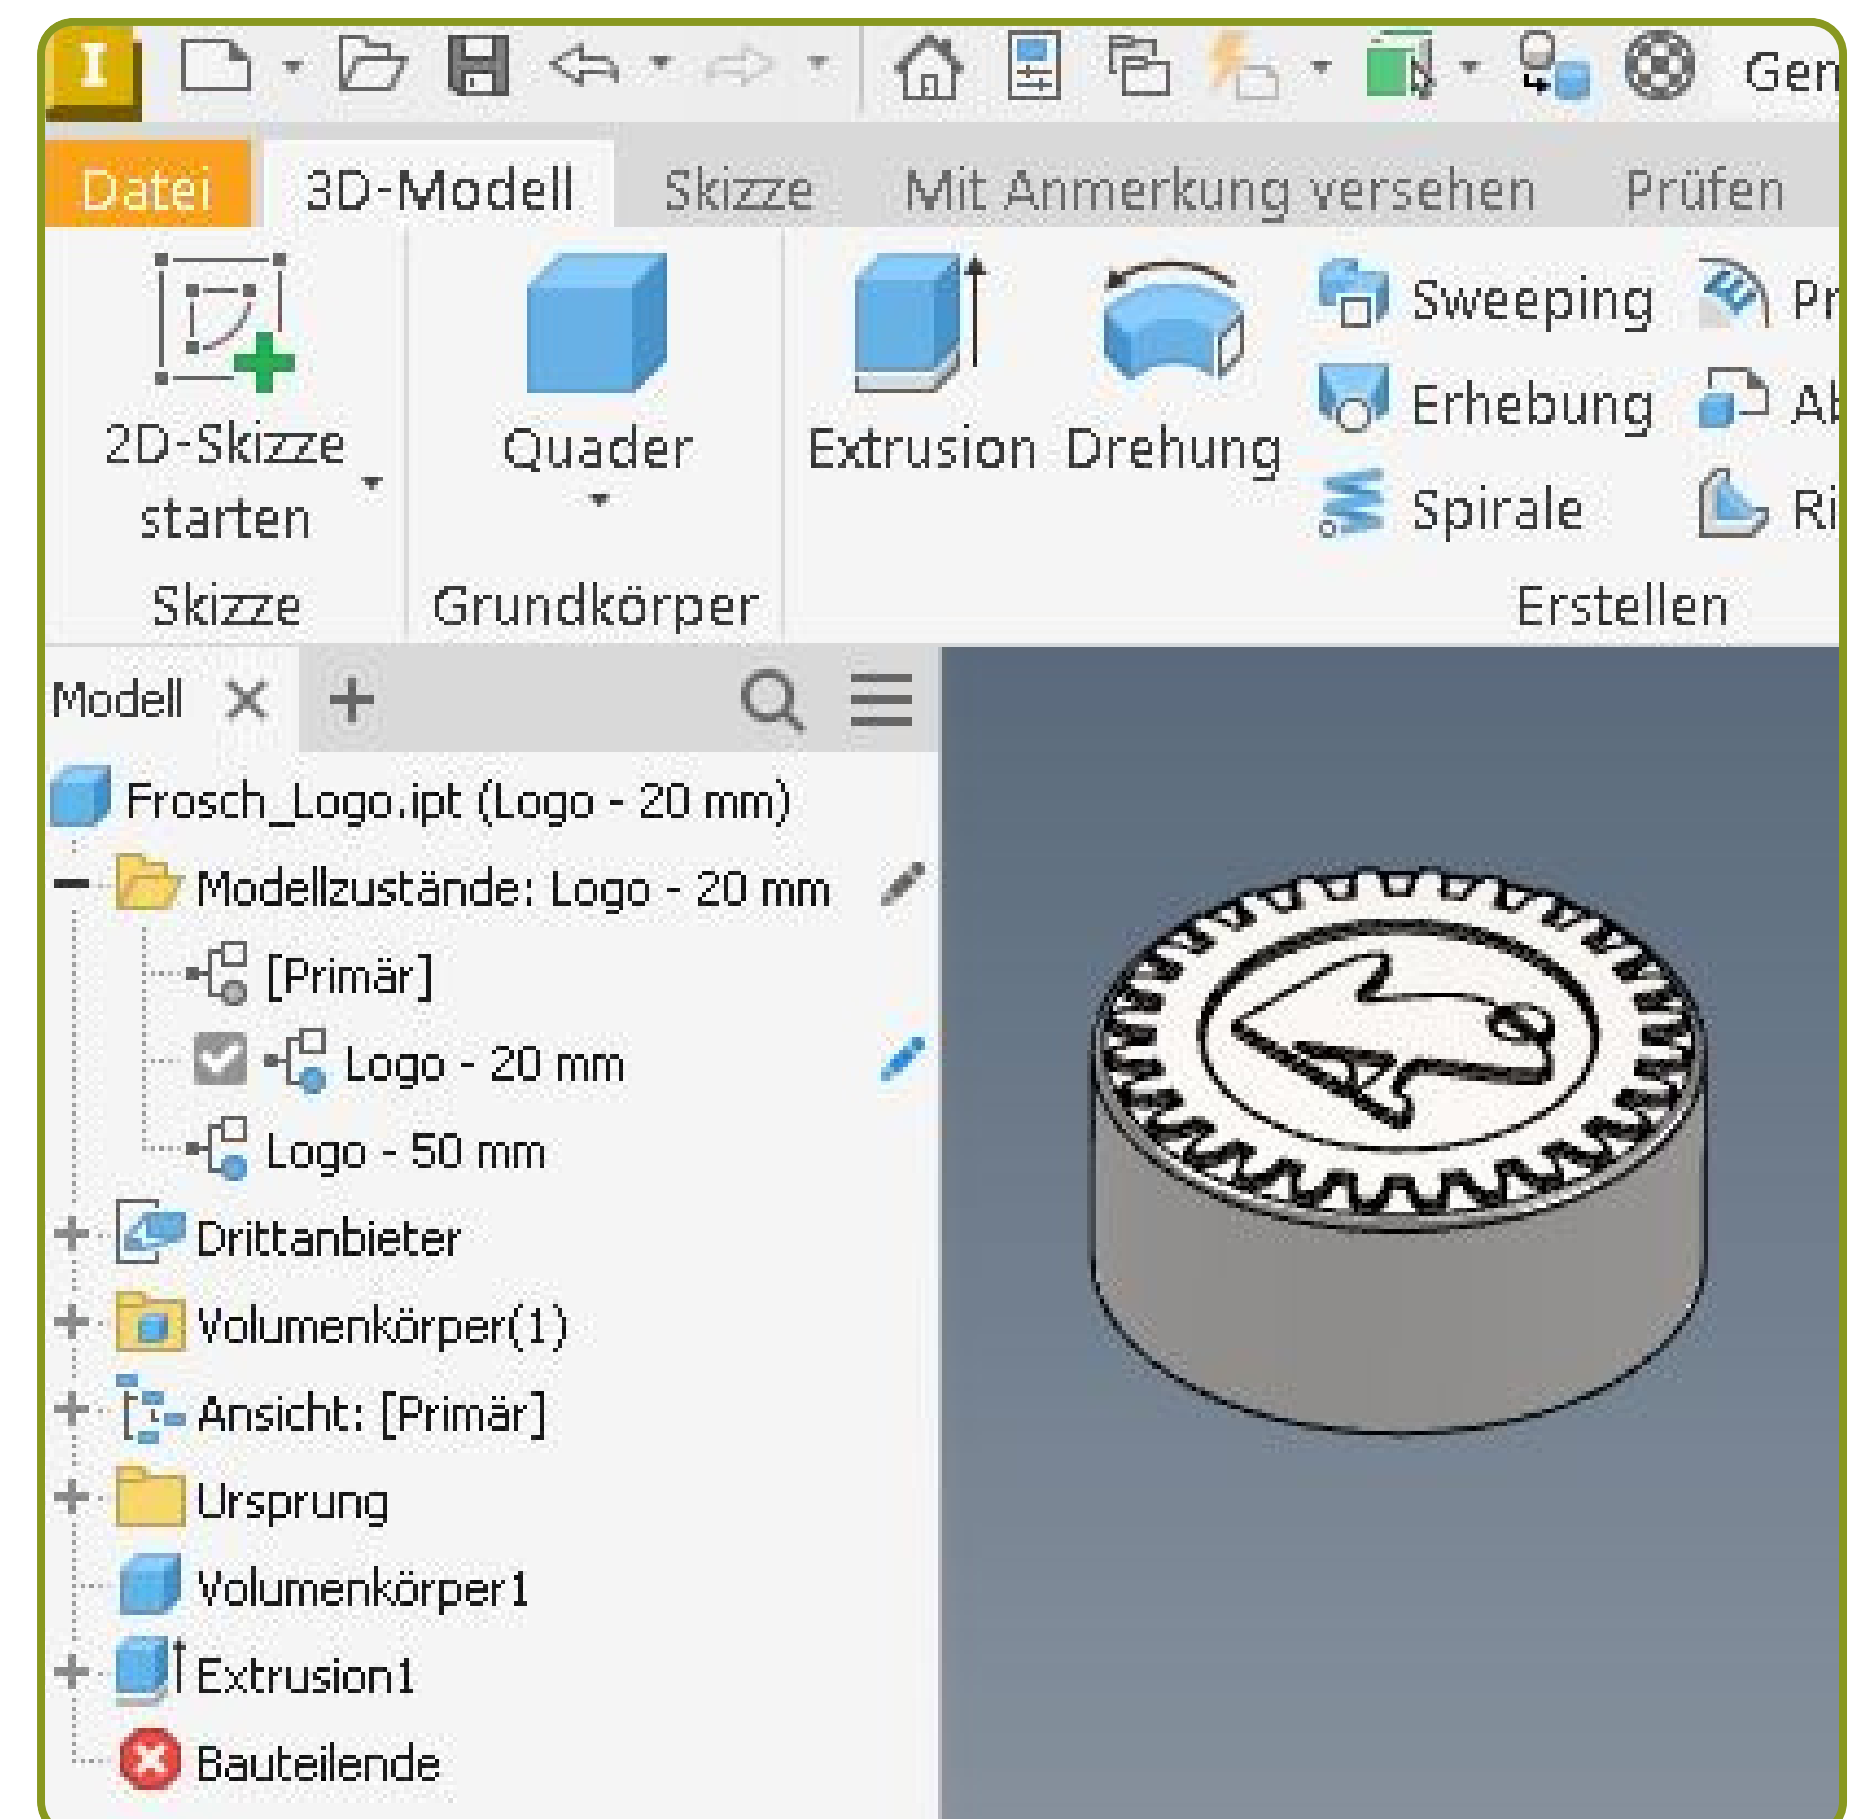 I
Gen
Datei 3D-Modell Skizze Mit Anmerkung versehen Prüfen
2D-Skizze
starten
Quader
Extrusion
Drehung
Sweeping
Erhebung
Spirale
Pr
Ri
Skizze Grundkörper Erstellen
Modell
Frosch_Logo.ipt (Logo - 20 mm)
Modellzustände: Logo - 20 mm
[Primär]
Logo - 20 mm
Logo - 50 mm
Drittanbieter
Volumenkörper(1)
Ansicht: [Primär]
Ursprung
Volumenkörper1
Extrusion1
Bauteilende